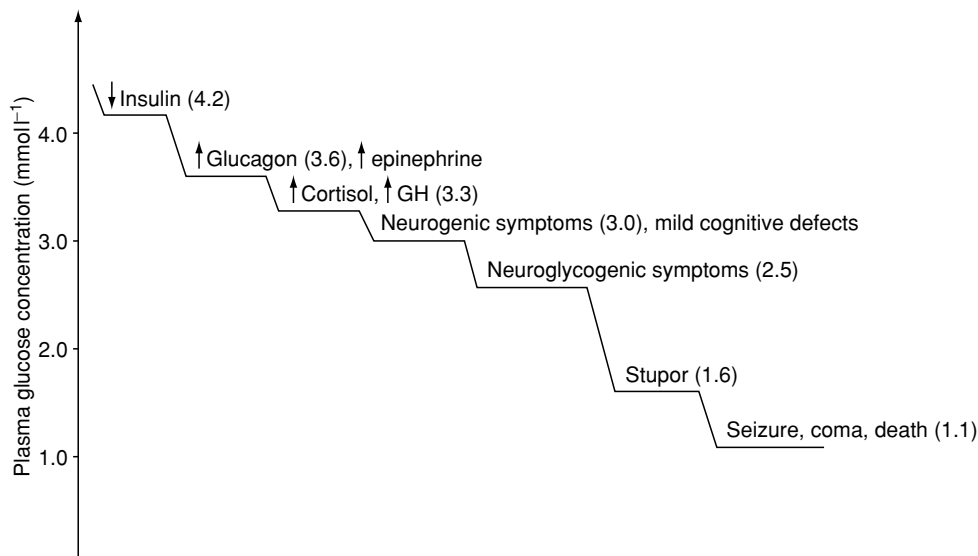 Plasma glucose concentration (mmol l⁻¹)
4.0
3.0
2.0
1.0
↓ Insulin (4.2)
↑ Glucagon (3.6), ↑ epinephrine
↑ Cortisol, ↑ GH (3.3)
Neurogenic symptoms (3.0), mild cognitive defects
Neuroglycogenic symptoms (2.5)
Stupor (1.6)
Seizure, coma, death (1.1)